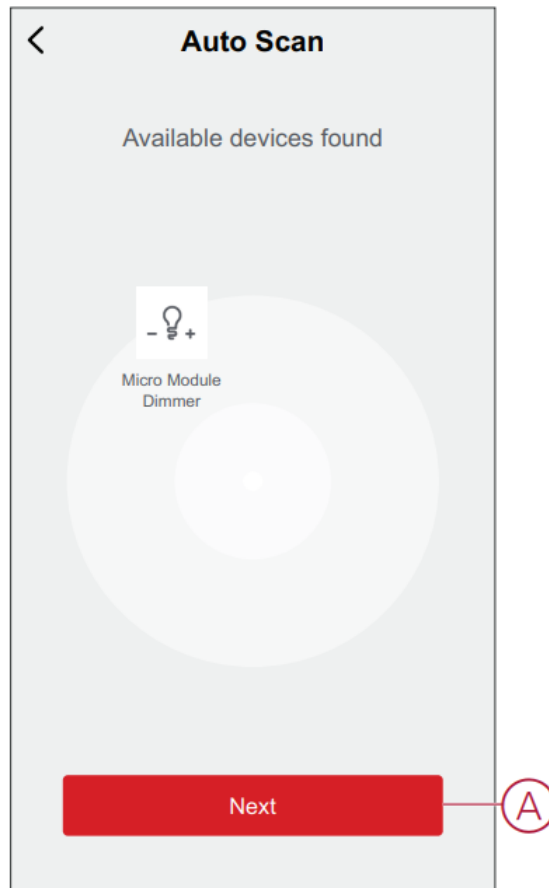 Auto Scan
Available devices found
- +
Micro Module
Dimmer
Next
A